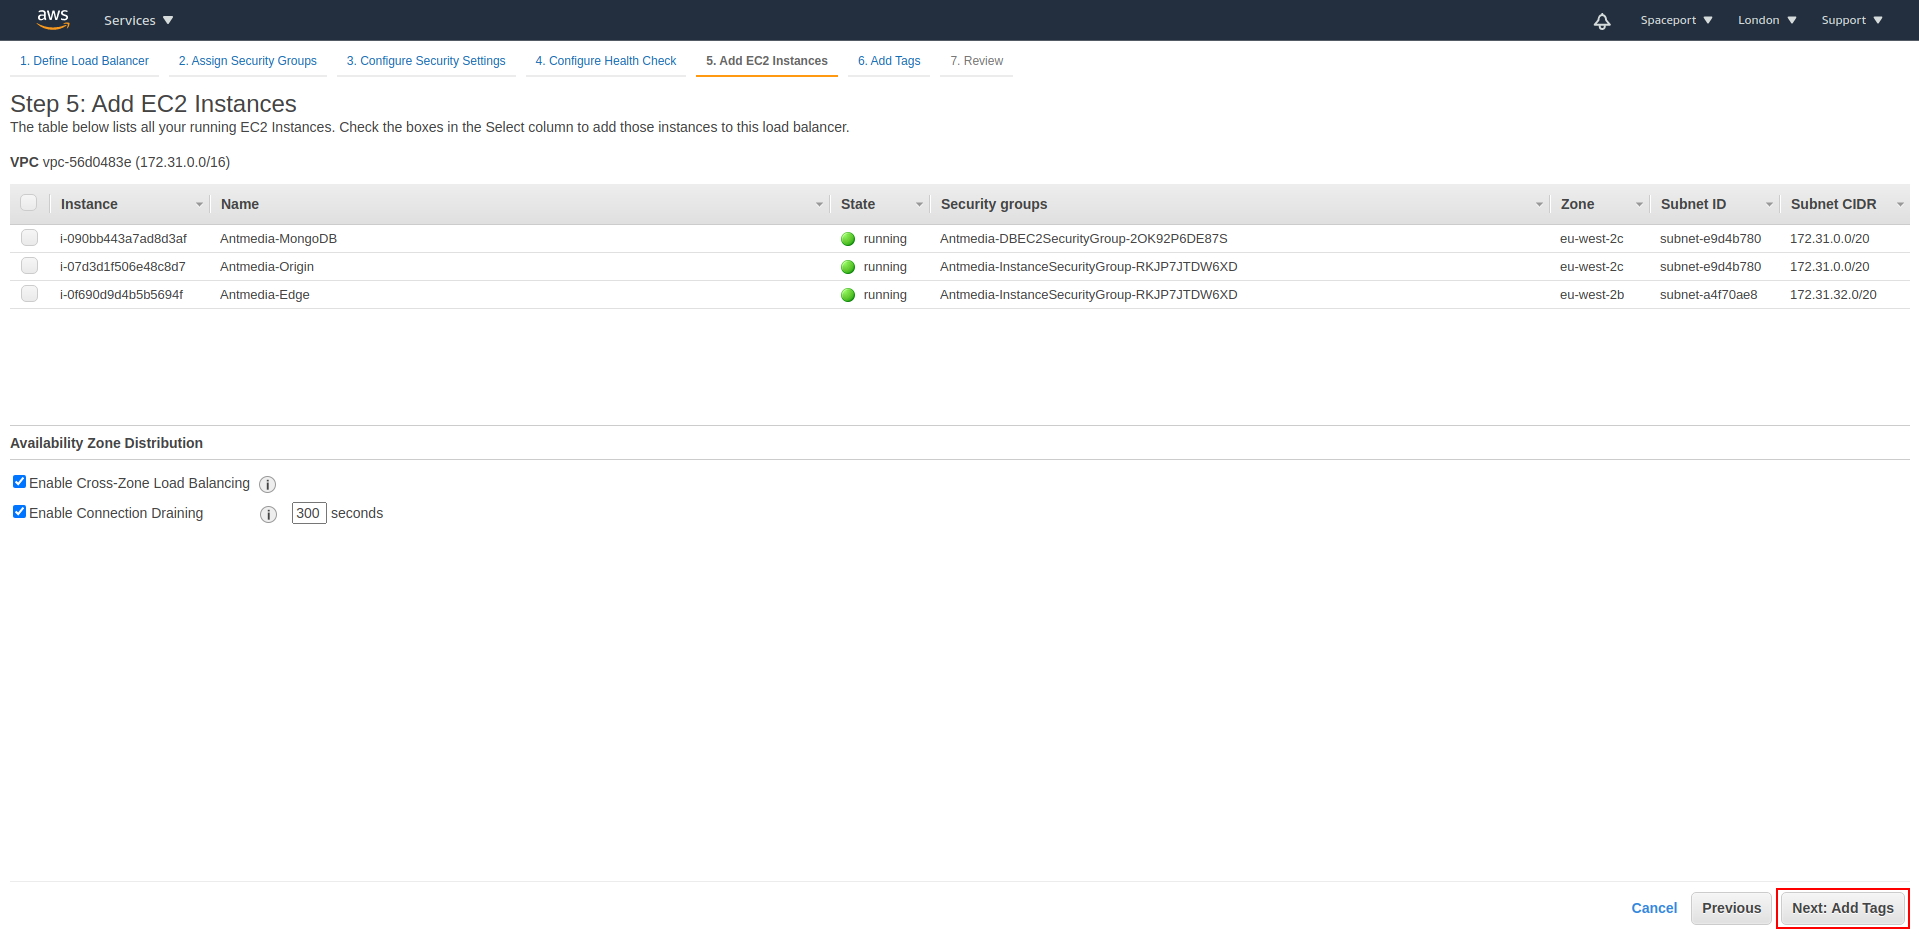 aws Services Spaceport London Support
1. Define Load Balancer 2. Assign Security Groups 3. Configure Security Settings 4. Configure Health Check 5. Add EC2 Instances 6. Add Tags 7. Review
Step 5: Add EC2 Instances
The table below lists all your running EC2 Instances. Check the boxes in the Select column to add those instances to this load balancer.
VPC vpc-56d0483e (172.31.0.0/16)
Instance Name State Security groups Zone Subnet ID Subnet CIDR
i-090bb443a7ad8d3af Antmedia-MongoDB running Antmedia-DBEC2SecurityGroup-2OK92P6DE87S eu-west-2c subnet-e9d4b780 172.31.0.0/20
i-07d3d1f506e48c8d7 Antmedia-Origin running Antmedia-InstanceSecurityGroup-RKJP7JTDW6XD eu-west-2c subnet-e9d4b780 172.31.0.0/20
i-0f690d9d4b5b5694f Antmedia-Edge running Antmedia-InstanceSecurityGroup-RKJP7JTDW6XD eu-west-2b subnet-a4f70ae8 172.31.32.0/20
Availability Zone Distribution
Enable Cross-Zone Load Balancing i
Enable Connection Draining i 300 seconds
Cancel Previous Next: Add Tags